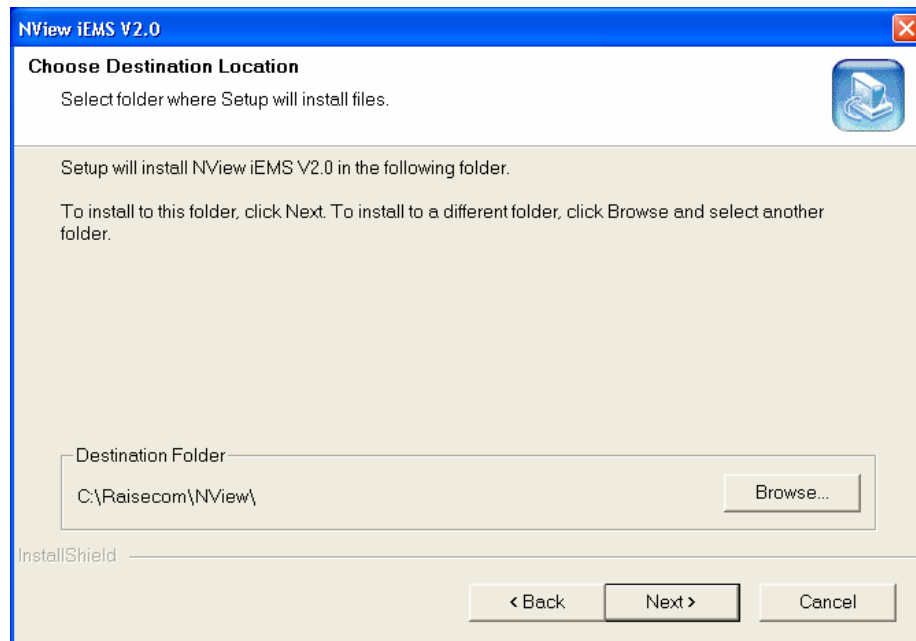 NView iEMS V2.0
Choose Destination Location
Select folder where Setup will install files.
Setup will install NView iEMS V2.0 in the following folder.
To install to this folder, click Next. To install to a different folder, click Browse and select another
folder.
Destination Folder
C:\Raisecom\NView\
Browse...
InstallShield
< Back
Next >
Cancel